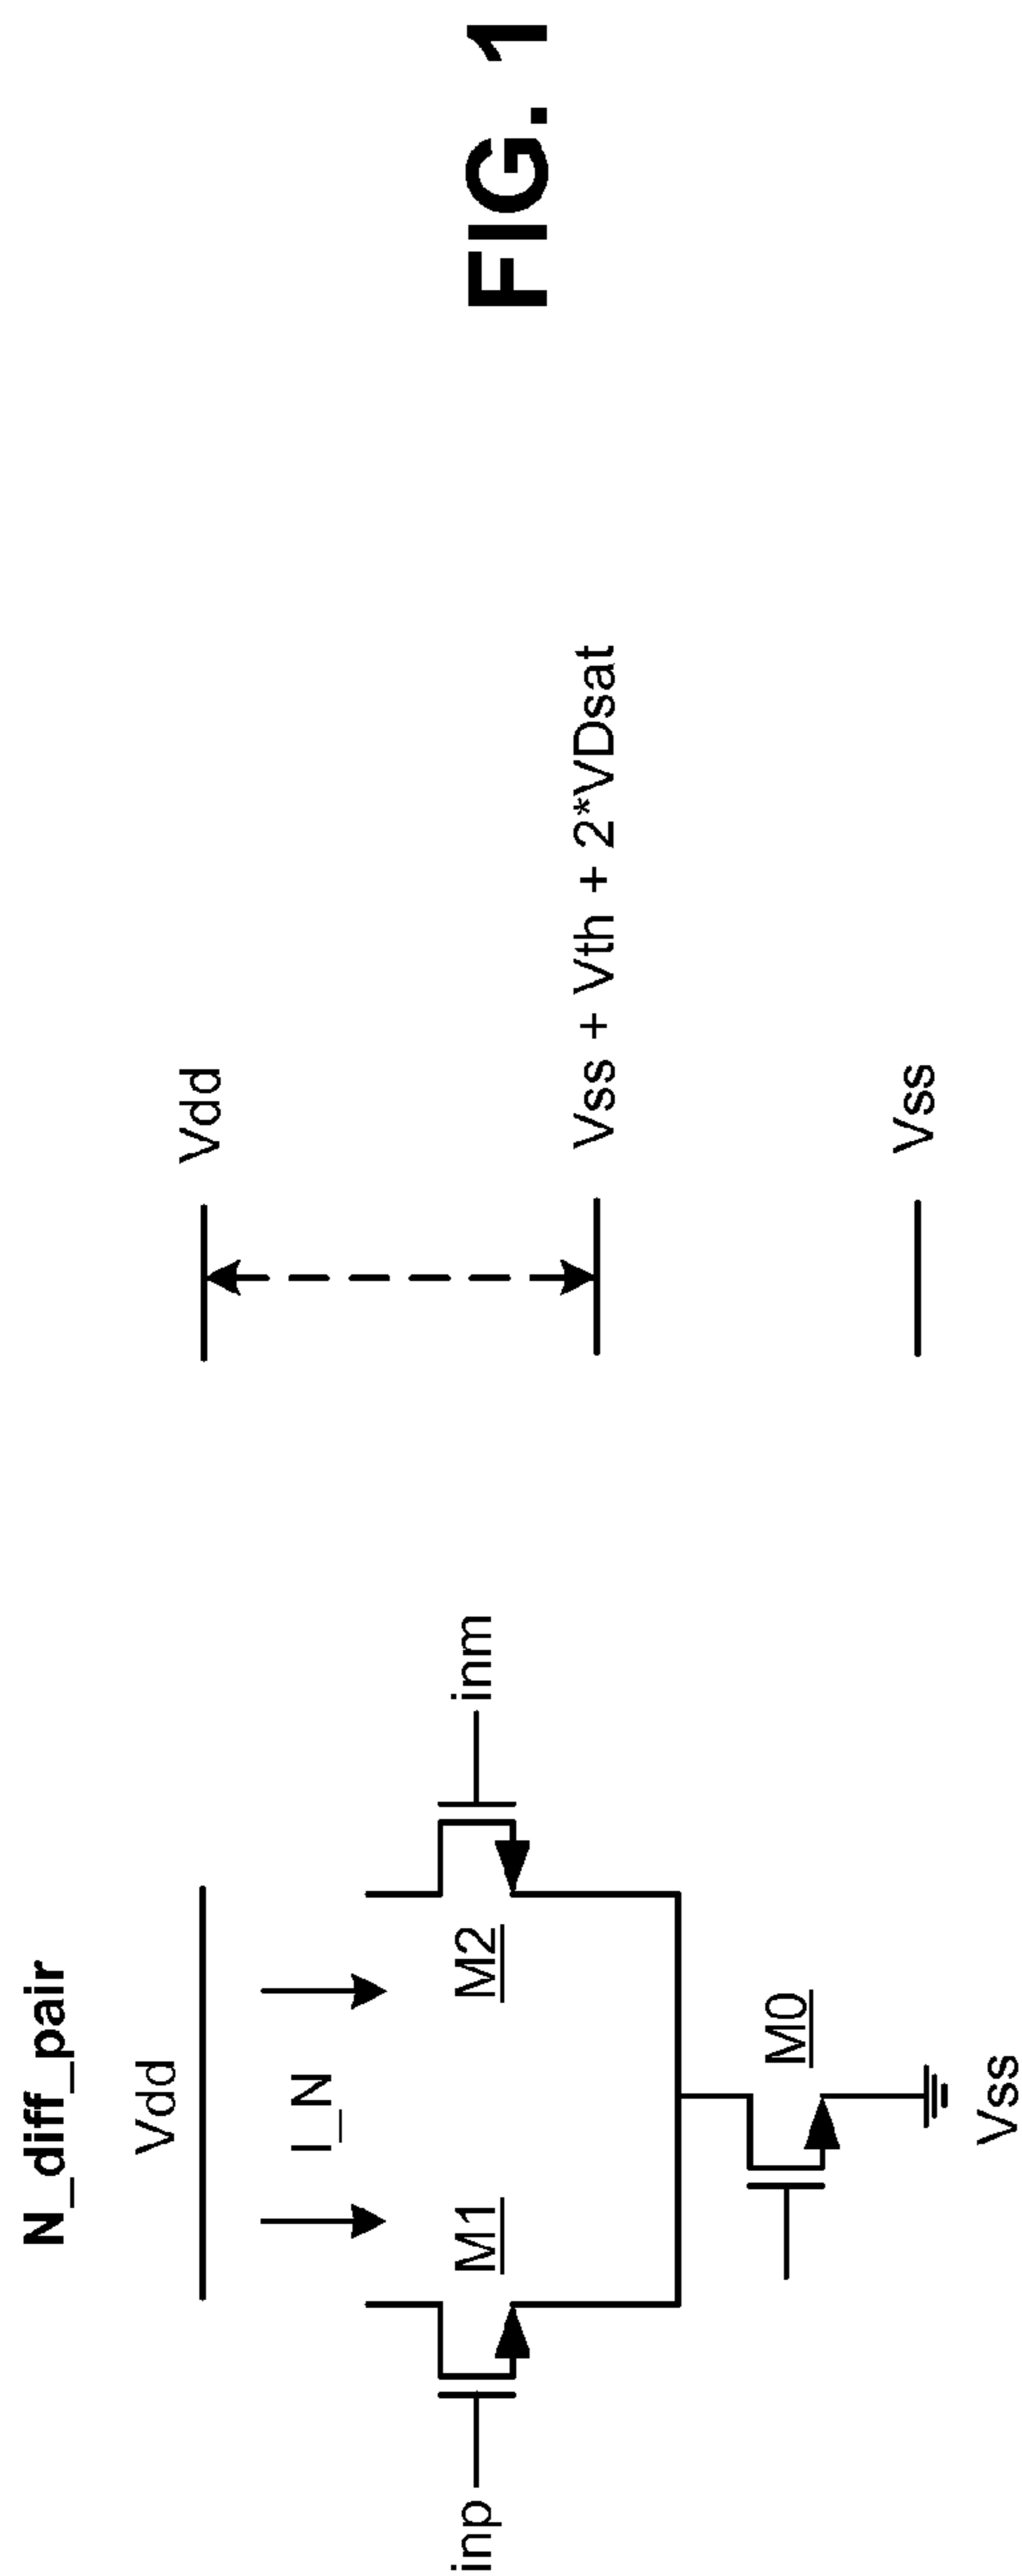 N_diff_pair
Vdd
I_N
inp
M1
M2
inm
M0
Vss
Vdd
Vss + Vth + 2*VDsat
Vss
FIG. 1